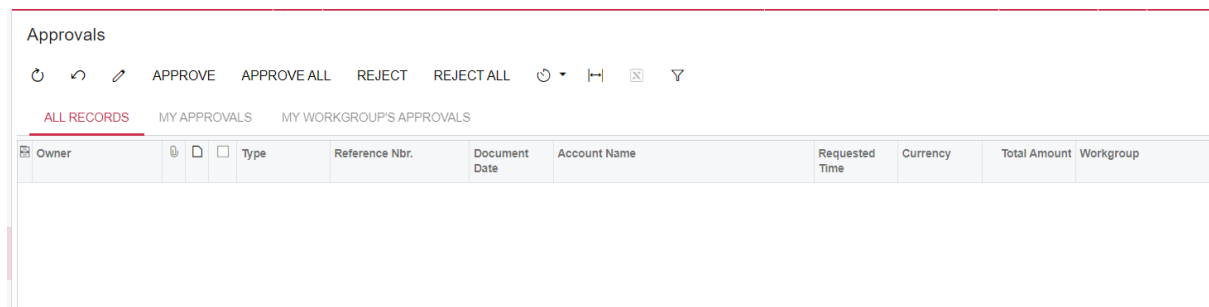 Approvals
APPROVE APPROVE ALL REJECT REJECT ALL
ALL RECORDS MY APPROVALS MY WORKGROUP'S APPROVALS
Owner Type Reference Nbr. Document Date Account Name Requested Time Currency Total Amount Workgroup